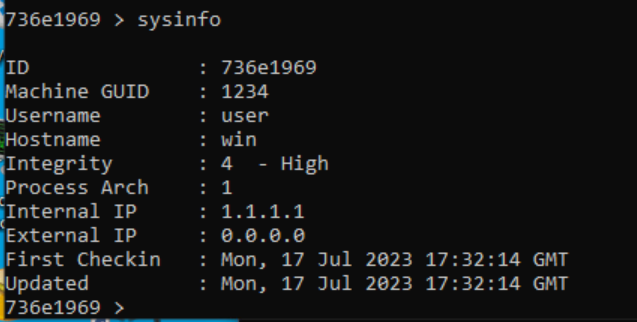 736e1969 > sysinfo
ID : 736e1969
Machine GUID : 1234
Username : user
Hostname : win
Integrity : 4 - High
Process Arch : 1
Internal IP : 1.1.1.1
External IP : 0.0.0.0
First Checkin : Mon, 17 Jul 2023 17:32:14 GMT
Updated : Mon, 17 Jul 2023 17:32:14 GMT
736e1969 >